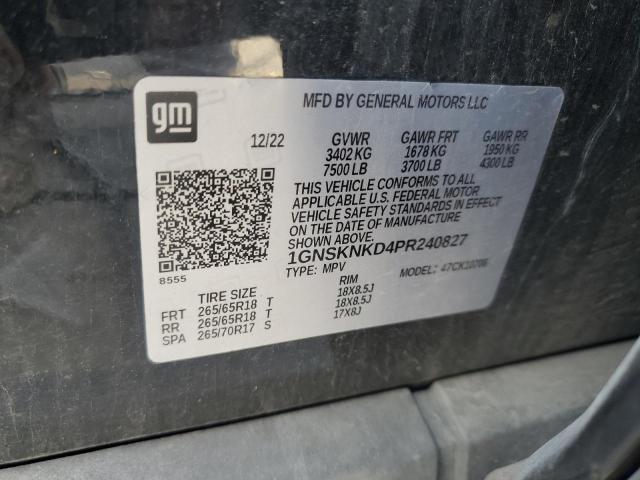 gm
MFD BY GENERAL MOTORS LLC
12/22 GVWR GAWR FRT GAWR RR
3402 KG 1678 KG 1950 KG
7500 LB 3700 LB 4300 LB
THIS VEHICLE CONFORMS TO ALL
APPLICABLE U.S. FEDERAL MOTOR
VEHICLE SAFETY STANDARDS IN EFFECT
ON THE DATE OF MANUFACTURE
SHOWN ABOVE.
1GNSKNKD4PR240827
TYPE: MPV MODEL: 47CK10706
8555
TIRE SIZE RIM
FRT 265/65R18 T 18X8.5J
RR 265/65R18 T 18X8.5J
SPA 265/70R17 S 17X8J